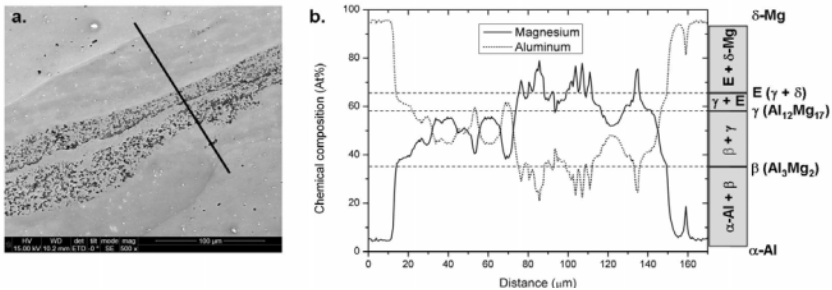 a.
HV WD det tilt mode mag
15.00 kV 10.2 mm ETD -0 ° SE 500 x
100 µm
b.
Magnesium
Aluminum
Chemical composition (At%)
100
80
60
40
20
0
0 20 40 60 80 100 120 140 160
Distance (µm)
E + δ-Mg
γ + E
β + γ
α-Al + β
δ-Mg
E (γ + δ)
γ (Al12Mg17)
β (Al3Mg2)
α-Al